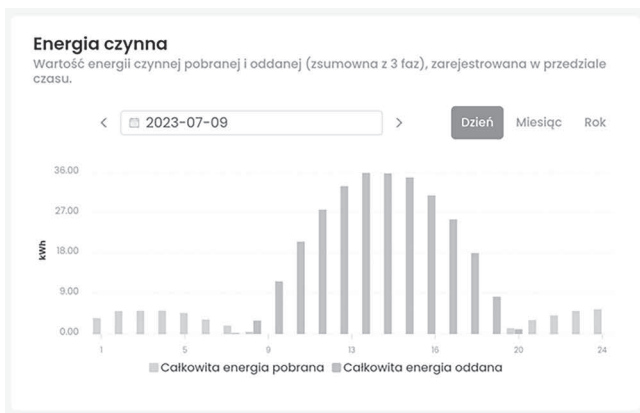 Energia czynna
Wartość energii czynnej pobranej i oddanej (zsumowna z 3 faz), zarejestrowana w przedziale
czasu.
2023-07-09
Dzień Miesiąc Rok
36.00
27.00
18.00
9.00
0.00
kWh
1 5 9 13 16 20 24
Całkowita energia pobrana Całkowita energia oddana